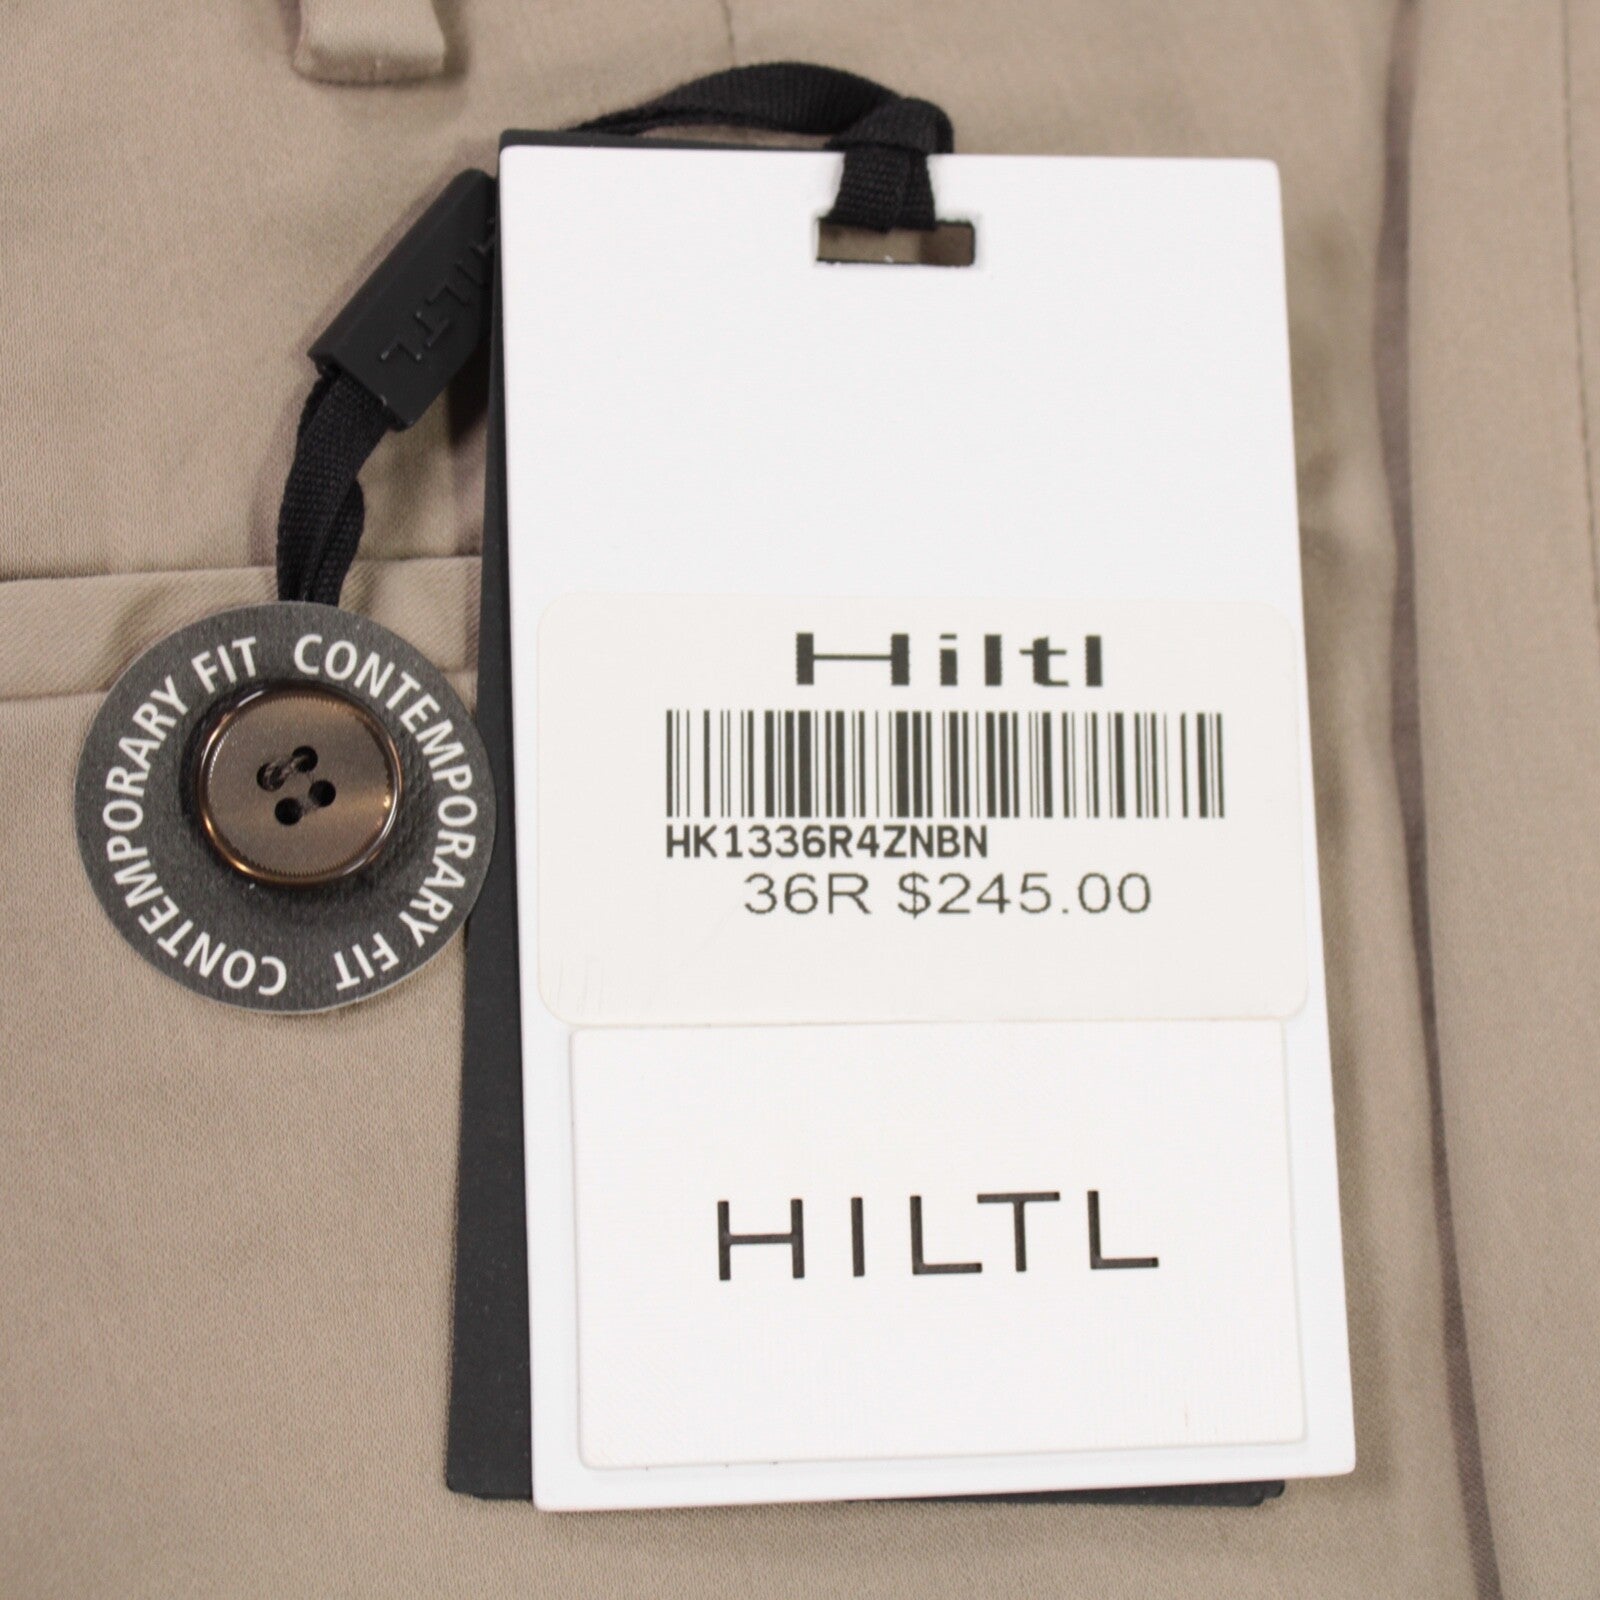 HILTL
CONTEMPORARY FIT CONTEMPORARY FIT
Hiltl
HK1336R4ZNBN
36R $245.00
HILTL